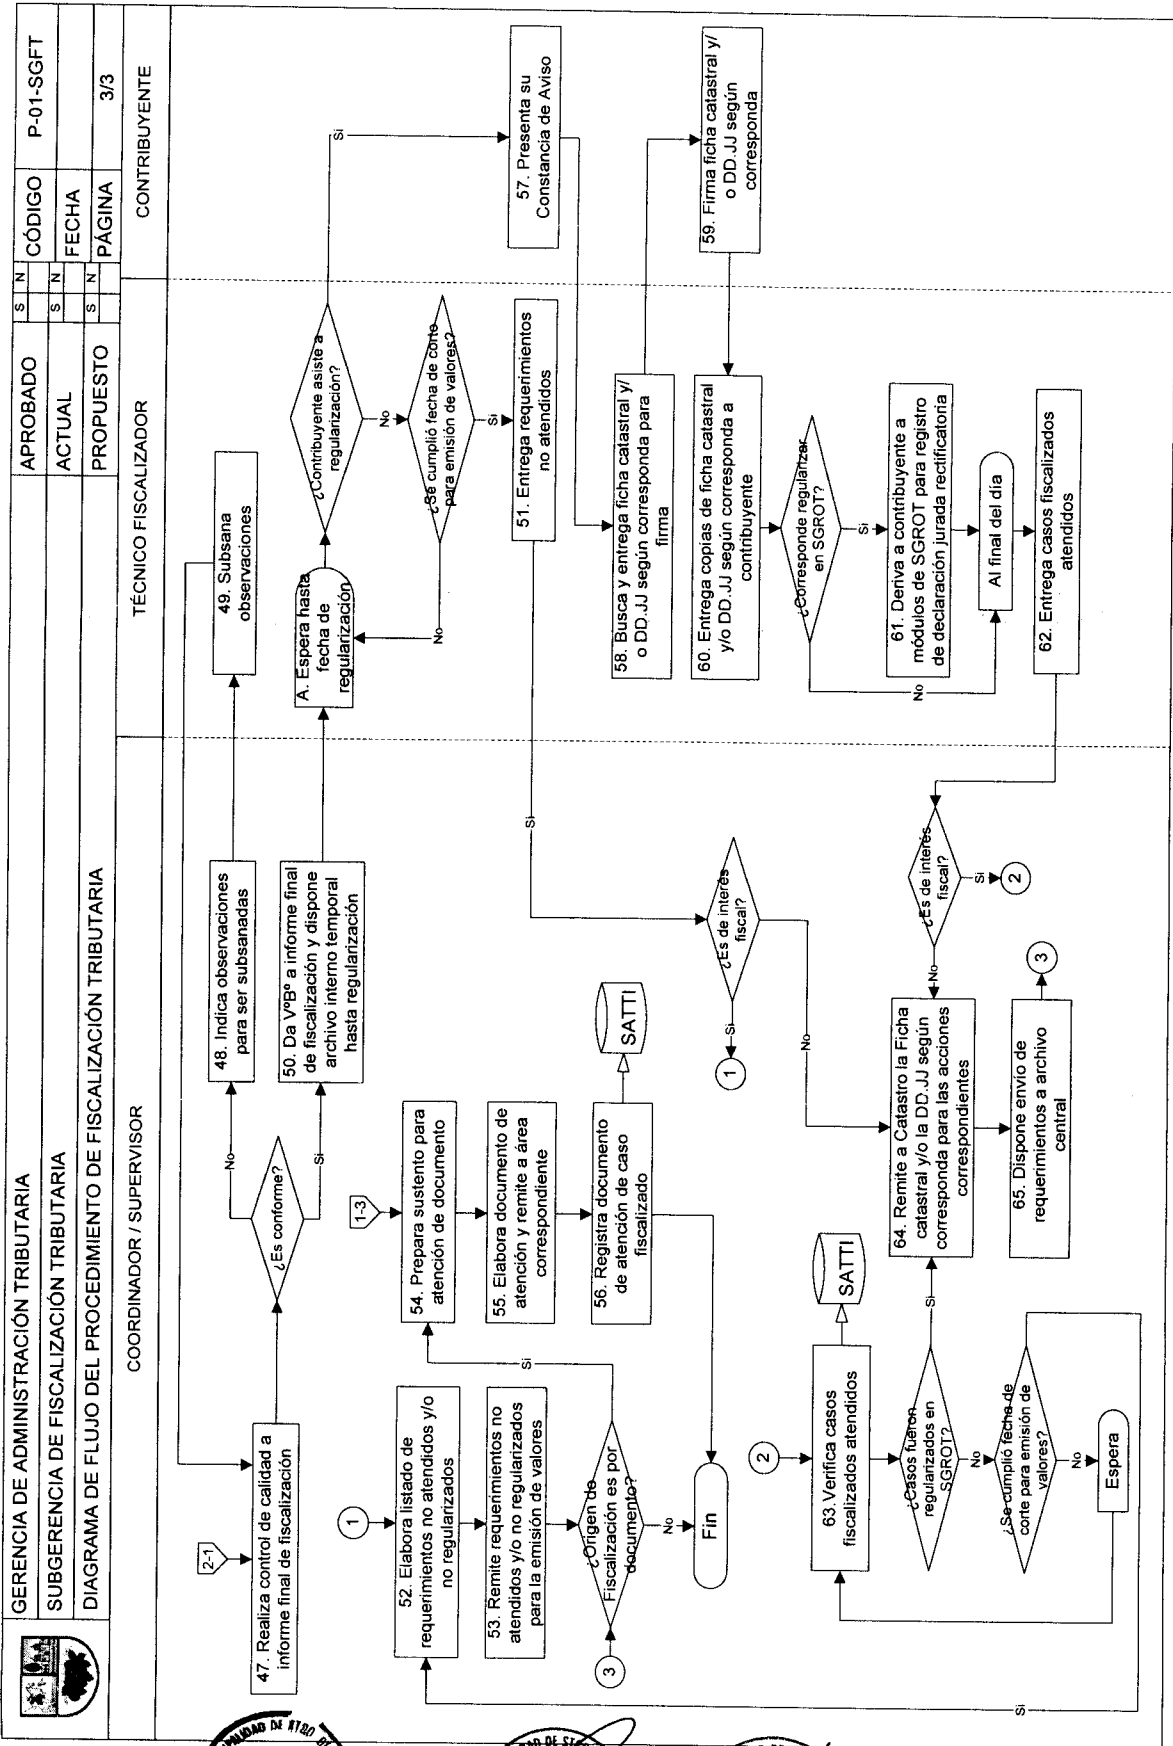 GERENCIA DE ADMINISTRACIÓN TRIBUTARIA
SUBGERENCIA DE FISCALIZACIÓN TRIBUTARIA
DIAGRAMA DE FLUJO DEL PROCEDIMIENTO DE FISCALIZACIÓN TRIBUTARIA
APROBADO
S N
CÓDIGO
P-01-SGFT
ACTUAL
S N
FECHA
PROPUESTO
S N
PÁGINA
3/3
COORDINADOR / SUPERVISOR
TÉCNICO FISCALIZADOR
CONTRIBUYENTE
2-1
47. Realiza control de calidad a
informe final de fiscalización
¿Es conforme?
No
Si
48. Indica observaciones
para ser subsanadas
49. Subsana
observaciones
50. Da VºBº a informe final
de fiscalización y dispone
archivo interno temporal
hasta regularización
A. Espera hasta
fecha de
regularización
¿Contribuyente asiste a
regularización?
Si
No
¿Se cumplió fecha de corte
para emisión de valores?
No
Si
51. Entrega requerimientos
no atendidos
Si
1
52. Elabora listado de
requerimientos no atendidos y/o
no regularizados
53. Remite requerimientos no
atendidos y/o no regularizados
para la emisión de valores
3
¿Origen de
Fiscalización es por
documento?
Si
No
Fin
1-3
54. Prepara sustento para
atención de documento
55. Elabora documento de
atención y remite a área
correspondiente
56. Registra documento
de atención de caso
fiscalizado
SATTI
57. Presenta su
Constancia de Aviso
58. Busca y entrega ficha catastral y/
o DD.JJ según corresponda para
firma
59. Firma ficha catastral y/
o DD.JJ según
corresponda
60. Entrega copias de ficha catastral
y/o DD.JJ según corresponda a
contribuyente
¿Corresponde regularizar
en SGROT?
Si
No
61. Deriva a contribuyente a
módulos de SGROT para registro
de declaración jurada rectificatoria
Al final del día
62. Entrega casos fiscalizados
atendidos
¿Es de interés
fiscal?
Si
1
No
¿Es de interés
fiscal?
Si
2
No
2
63.Verifica casos
fiscalizados atendidos
SATTI
¿Casos fueron
regularizados en
SGROT?
Si
No
¿Se cumplió fecha de
corte para emisión de
valores?
No
Si
Espera
64. Remite a Catastro la Ficha
catastral y/o la DD.JJ según
corresponda para las acciones
correspondientes
65. Dispone envío de
requerimientos a archivo
central
3